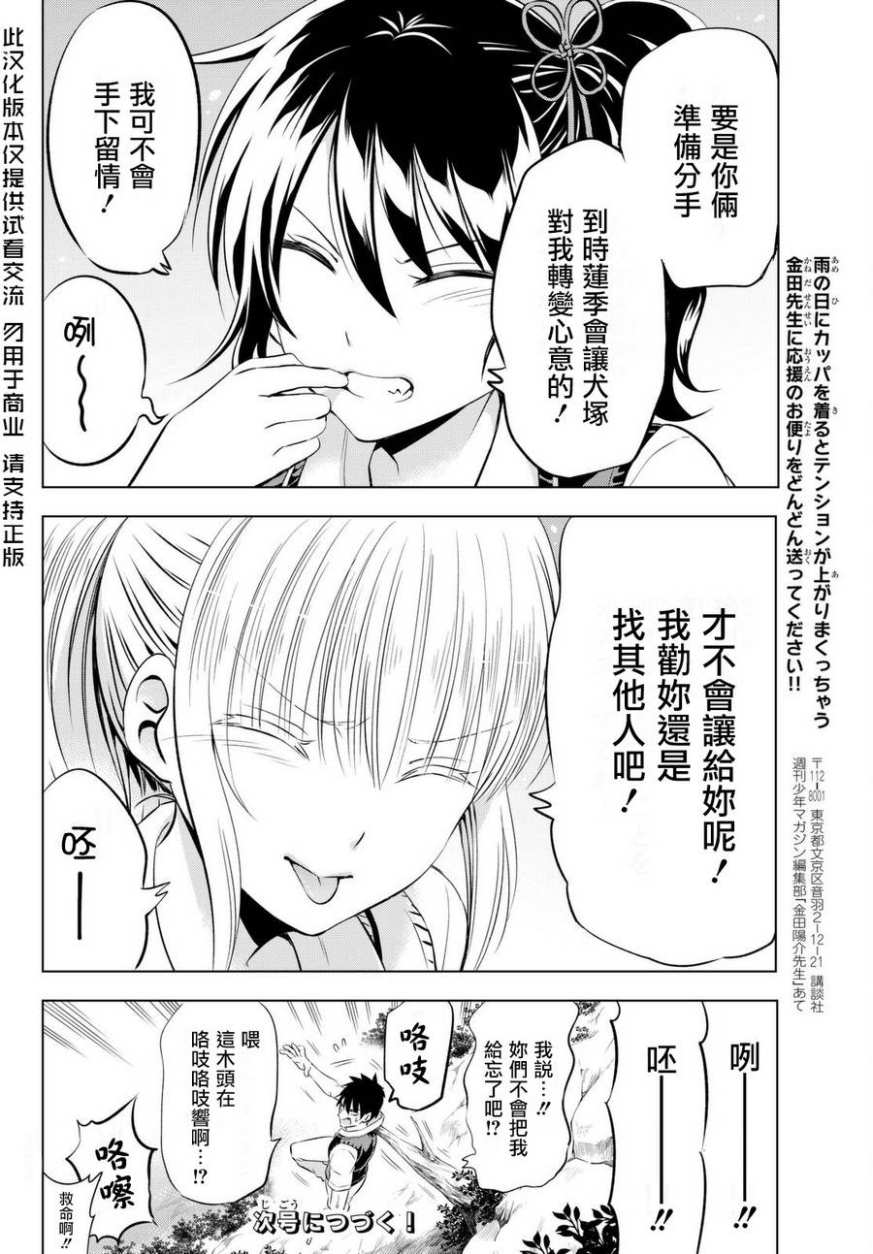 雨の日にカッパを着るとテンションが上がりまくっちゃう
金田先生に応援のお便りをどんどん送ってください!!
〒112-8001 東京都文京区音羽2-12-21 講談社
週刊少年マガジン編集部「金田陽介先生」あて
要是你倆
準備分手
到時蓮季會讓犬塚
對我轉變心意的!
我可不會
手下留情!
咧~~
才不會讓給妳呢!
我勸妳還是
找其他人吧!
呸——
咧——!!
呸——!!
我説…!!
妳們不會把我
給忘了吧!?
咯吱
喂
這木頭在
咯吱咯吱響啊…!?
咯嚓
救命啊!!
次号につづく!
此汉化版本仅提供试看交流 勿用于商业 请支持正版